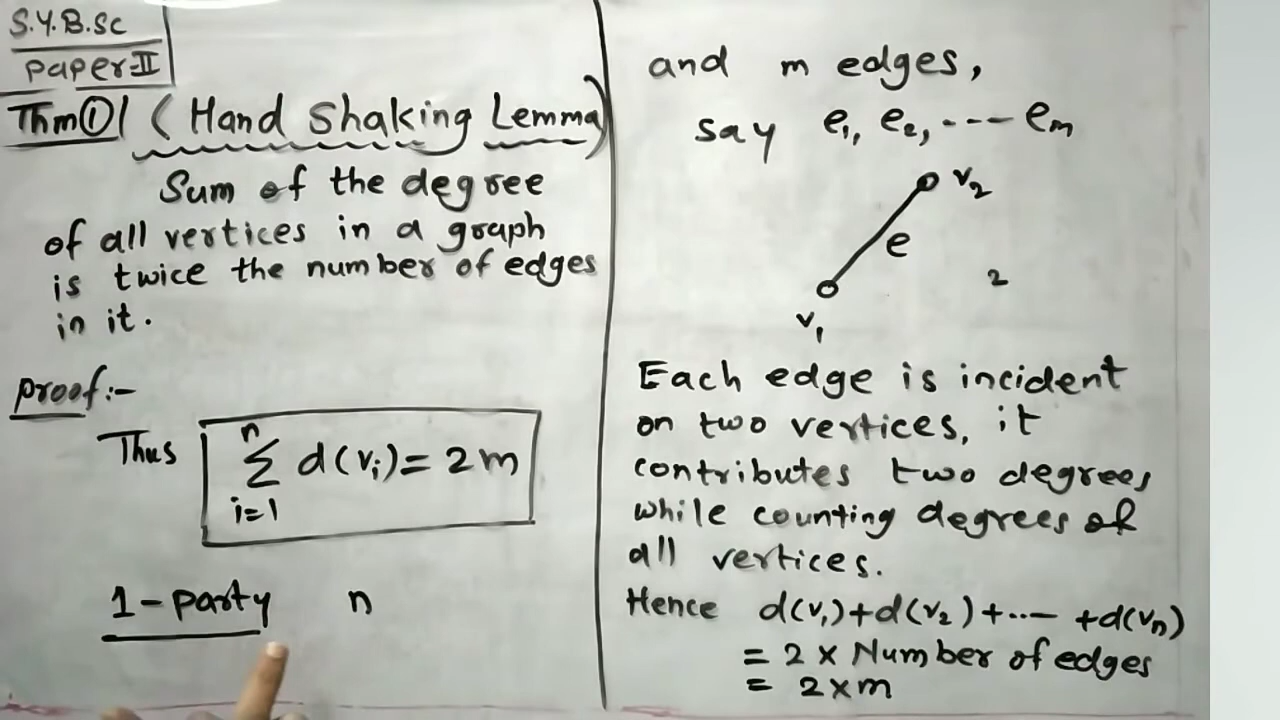 S.Y.B.sc
paper-II
Thm① (Hand Shaking Lemma)
Sum of the degree
of all vertices in a graph
is twice the number of edges
in it.
proof:-
Thus
n
∑ d(vᵢ) = 2m
i=1
1-party n
and m edges,
say e₁, e₂, ---- eₘ
v₂
e
2
v₁
Each edge is incident
on two vertices, it
contributes two degrees
while counting degrees of
all vertices.
Hence d(v₁)+d(v₂)+---- +d(vₙ)
= 2 × Number of edges
= 2×m